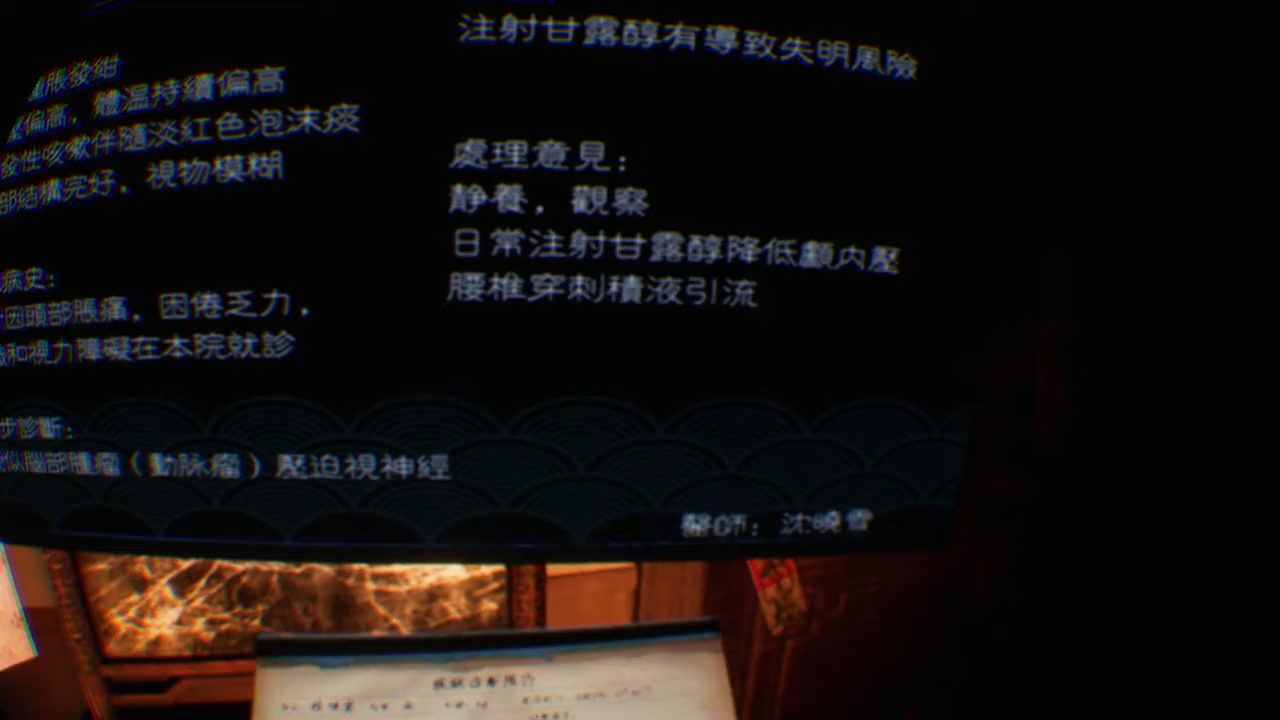 脹發紺
偏高，體溫持續偏高
發性咳嗽伴隨淡紅色泡沫痰
部結構完好，視物模糊
病史：
因頭部脹痛，困倦乏力，
和視力障礙在本院就診
步診斷：
似腦部腫瘤（動脉瘤）壓迫視神經
注射甘露醇有導致失明風險
處理意見：
静養，觀察
日常注射甘露醇降低顱内壓
腰椎穿刺積液引流
醫師：沈曉雪